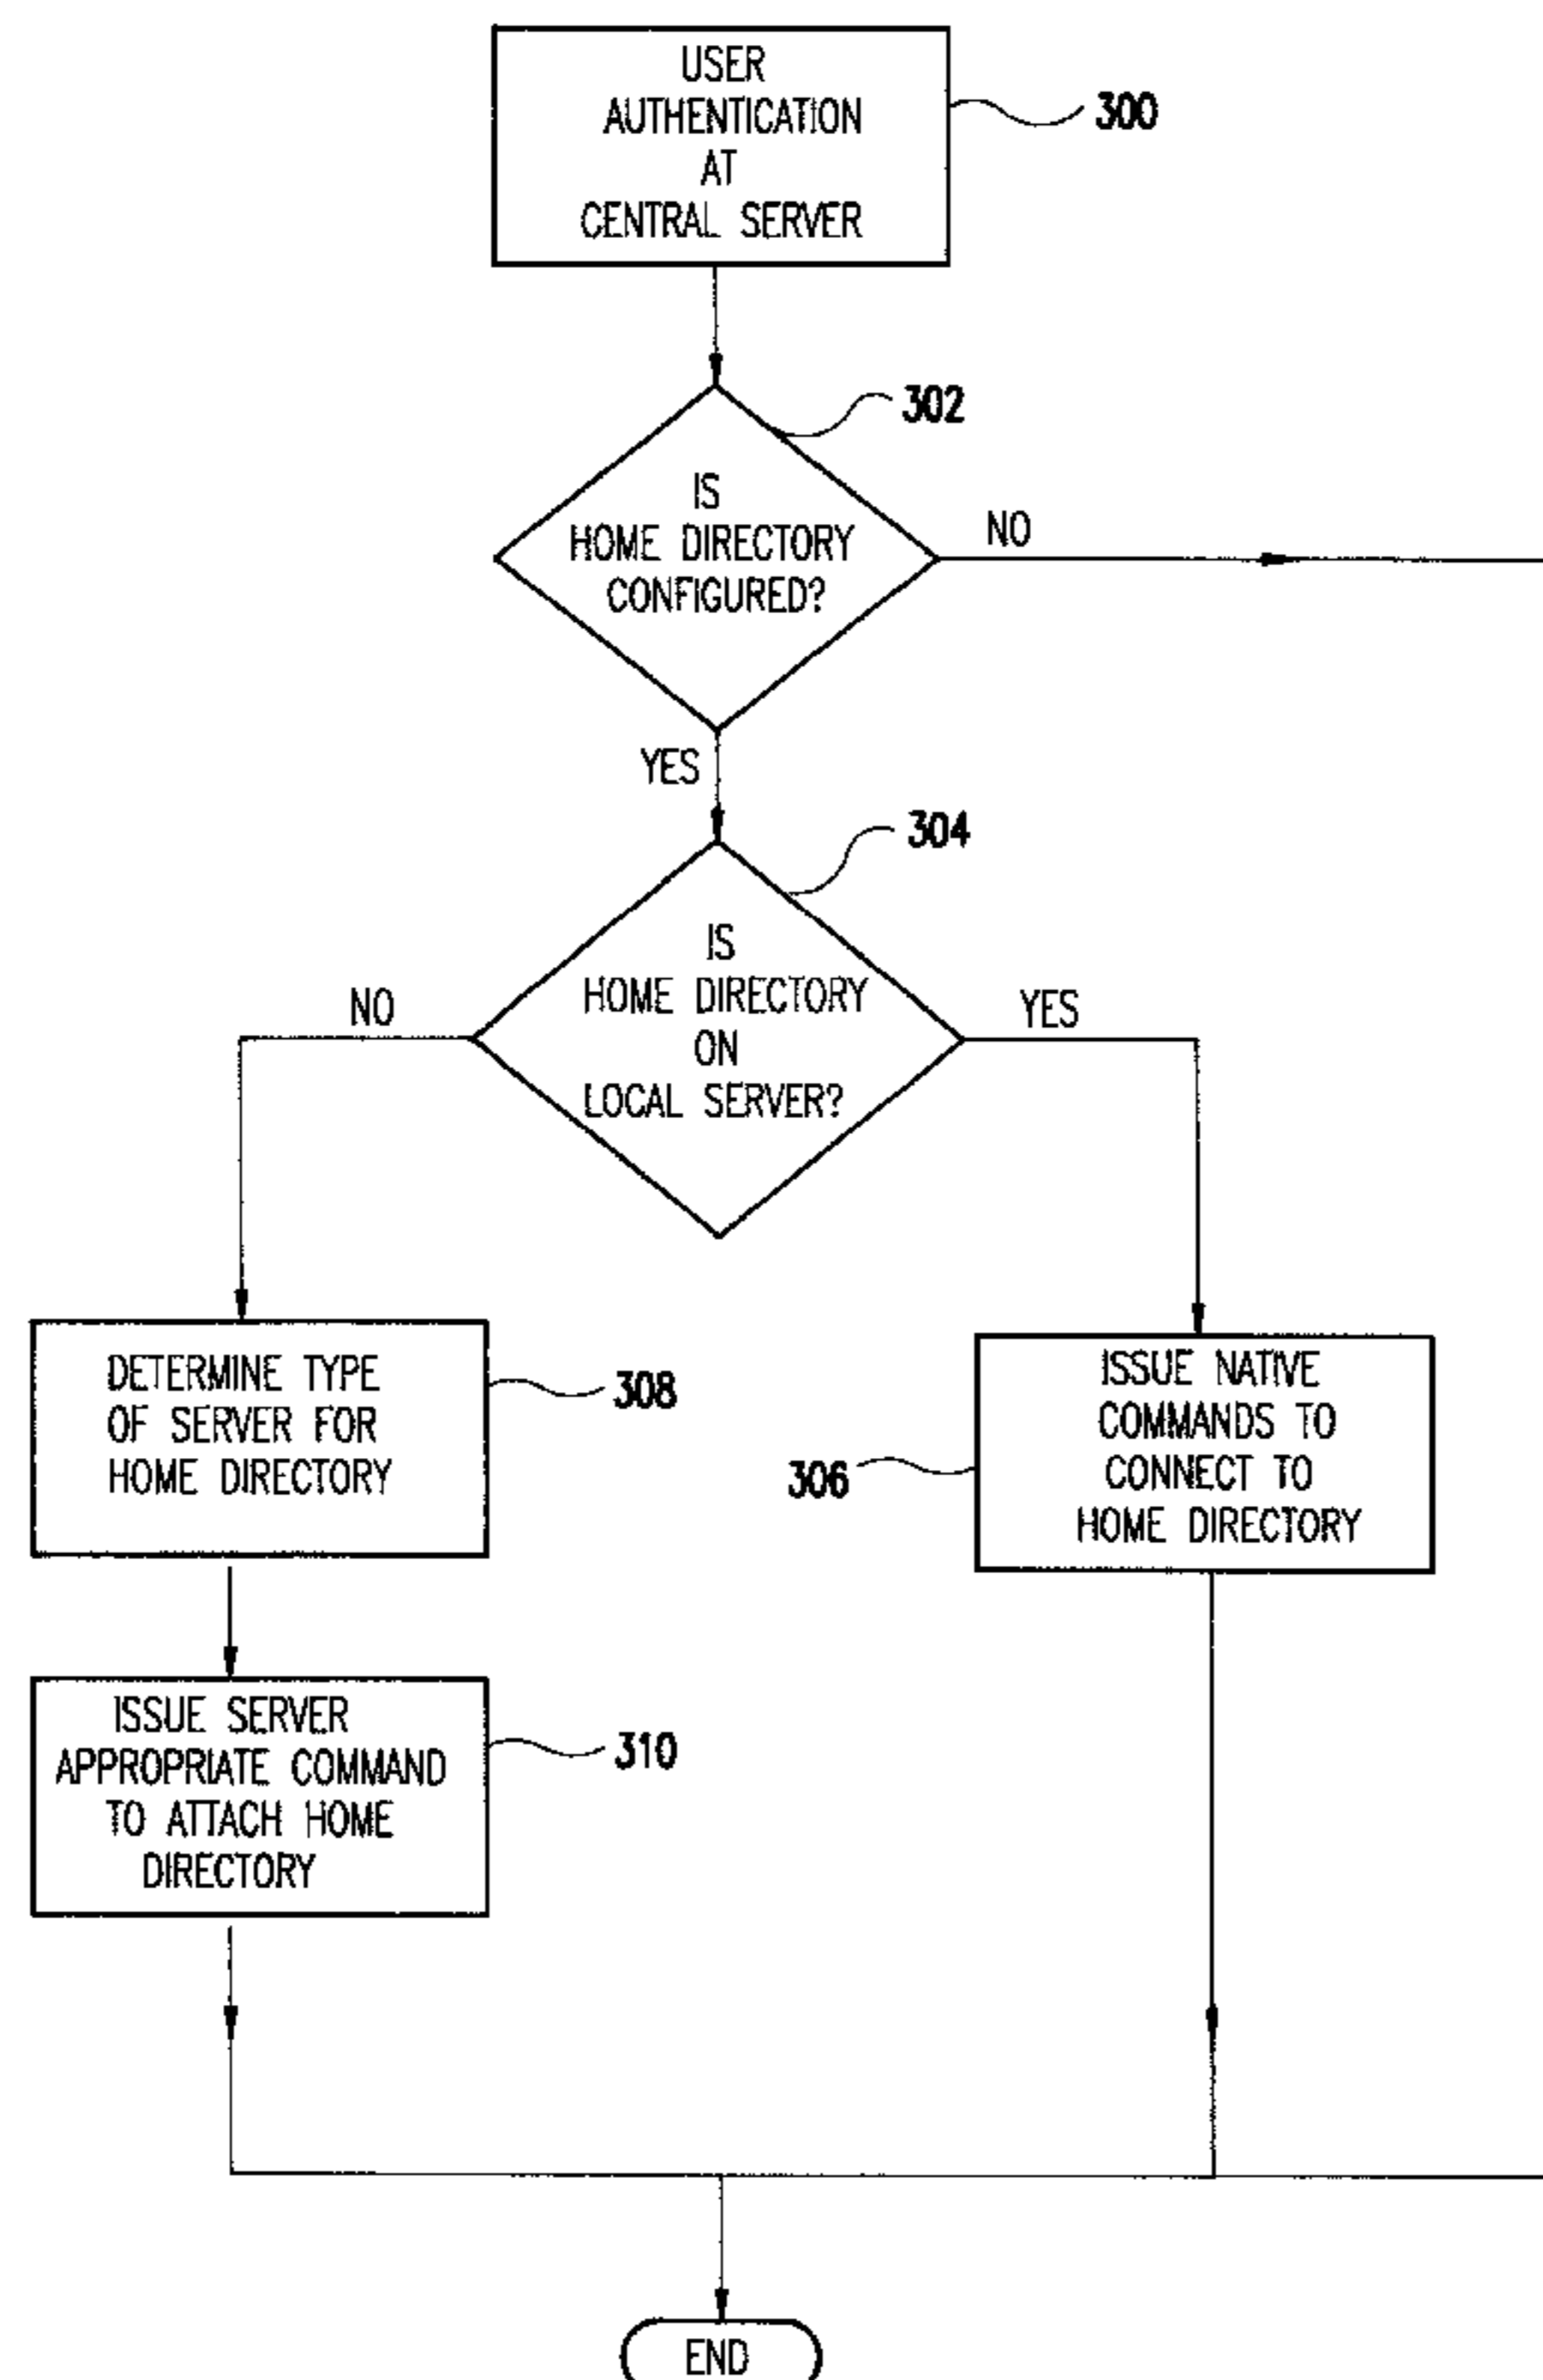 USER
AUTHENTICATION
AT
CENTRAL SERVER
300
302
IS
HOME DIRECTORY
CONFIGURED?
NO
YES
304
IS
HOME DIRECTORY
ON
LOCAL SERVER?
NO
YES
DETERMINE TYPE
OF SERVER FOR
HOME DIRECTORY
308
ISSUE NATIVE
COMMANDS TO
CONNECT TO
HOME DIRECTORY
306
ISSUE SERVER
APPROPRIATE COMMAND
TO ATTACH HOME
DIRECTORY
310
END